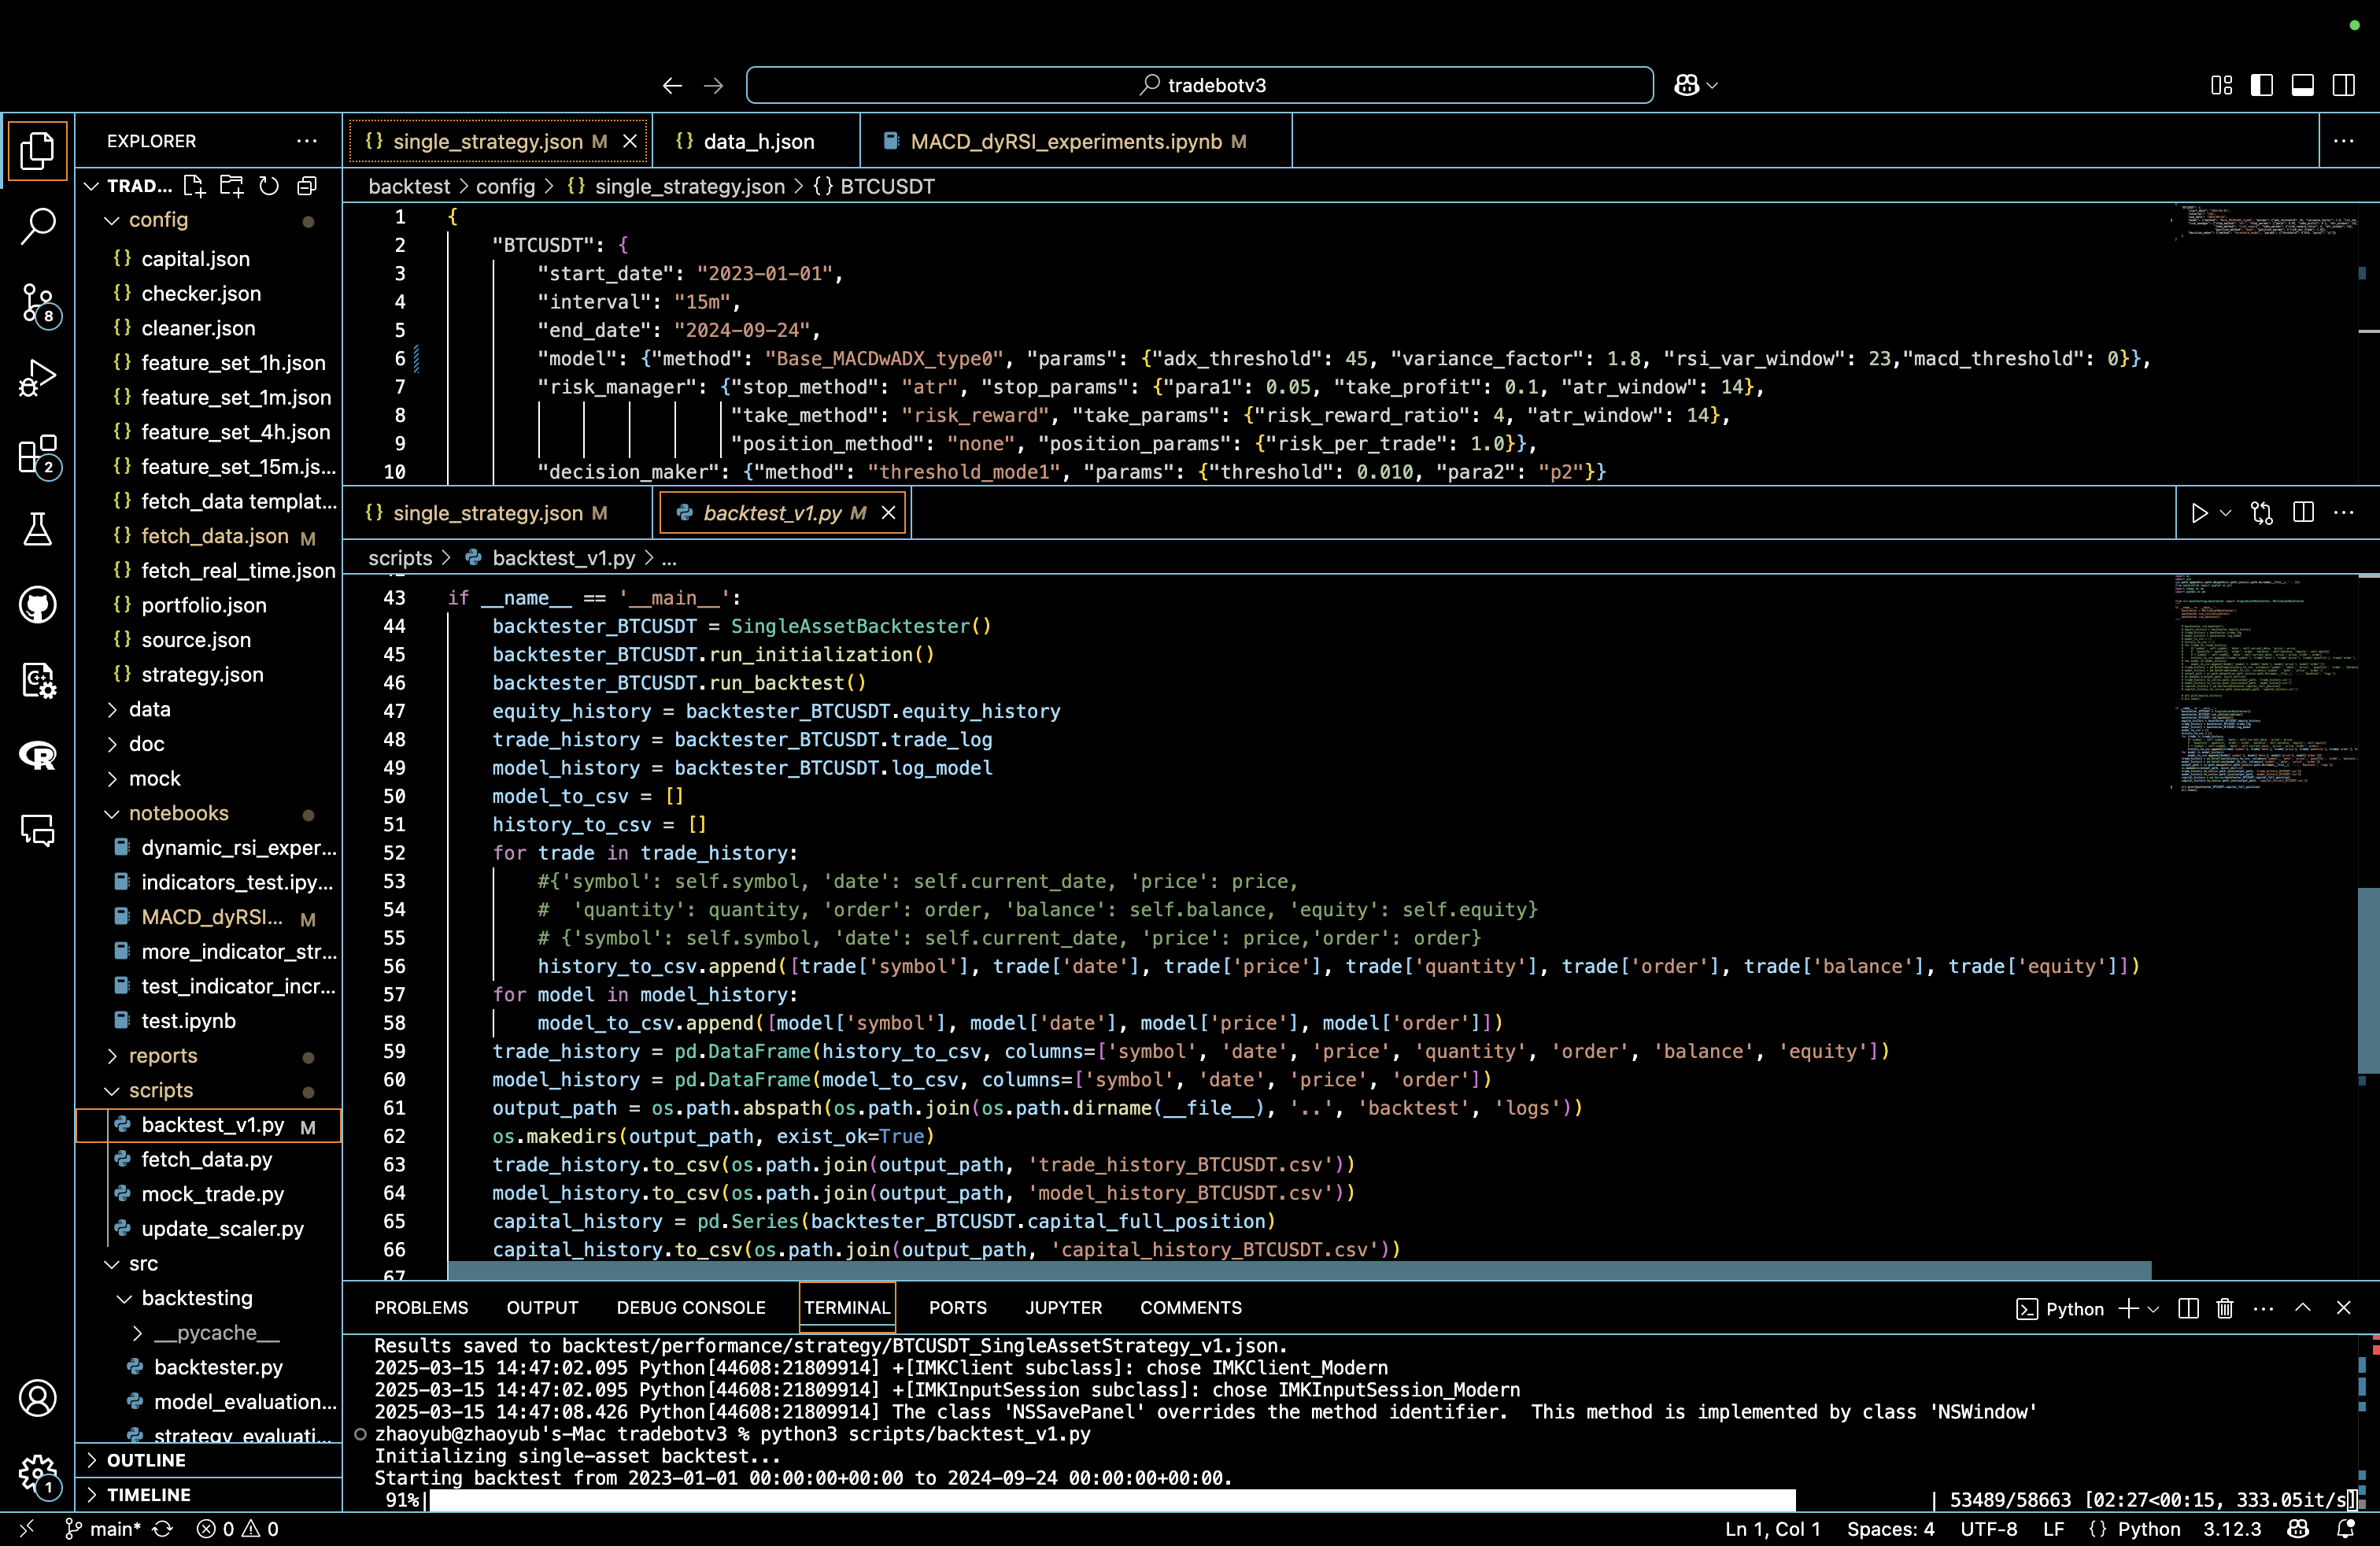 tradebotv3
EXPLORER
TRAD...
config
capital.json
checker.json
cleaner.json
feature_set_1h.json
feature_set_1m.json
feature_set_4h.json
feature_set_15m.js...
fetch_data templat...
fetch_data.json M
fetch_real_time.json
portfolio.json
source.json
strategy.json
data
doc
mock
notebooks
dynamic_rsi_exper...
indicators_test.ipy...
MACD_dyRSI... M
more_indicator_str...
test_indicator_incr...
test.ipynb
reports
scripts
backtest_v1.py M
fetch_data.py
mock_trade.py
update_scaler.py
src
backtesting
__pycache__
backtester.py
model_evaluation...
strategy_evaluati...
OUTLINE
TIMELINE
8
2
1
{} single_strategy.json M
{} data_h.json
MACD_dyRSI_experiments.ipynb M
backtest > config > {} single_strategy.json > {} BTCUSDT
1 {
2 "BTCUSDT": {
3 "start_date": "2023-01-01",
4 "interval": "15m",
5 "end_date": "2024-09-24",
6 "model": {"method": "Base_MACDwADX_type0", "params": {"adx_threshold": 45, "variance_factor": 1.8, "rsi_var_window": 23,"macd_threshold": 0}},
7 "risk_manager": {"stop_method": "atr", "stop_params": {"para1": 0.05, "take_profit": 0.1, "atr_window": 14},
8 "take_method": "risk_reward", "take_params": {"risk_reward_ratio": 4, "atr_window": 14},
9 "position_method": "none", "position_params": {"risk_per_trade": 1.0}},
10 "decision_maker": {"method": "threshold_mode1", "params": {"threshold": 0.010, "para2": "p2"}}
{} single_strategy.json M
backtest_v1.py M
scripts > backtest_v1.py > ...
43 if __name__ == '__main__':
44 backtester_BTCUSDT = SingleAssetBacktester()
45 backtester_BTCUSDT.run_initialization()
46 backtester_BTCUSDT.run_backtest()
47 equity_history = backtester_BTCUSDT.equity_history
48 trade_history = backtester_BTCUSDT.trade_log
49 model_history = backtester_BTCUSDT.log_model
50 model_to_csv = []
51 history_to_csv = []
52 for trade in trade_history:
53 #{'symbol': self.symbol, 'date': self.current_date, 'price': price,
54 #  'quantity': quantity, 'order': order, 'balance': self.balance, 'equity': self.equity}
55 # {'symbol': self.symbol, 'date': self.current_date, 'price': price,'order': order}
56 history_to_csv.append([trade['symbol'], trade['date'], trade['price'], trade['quantity'], trade['order'], trade['balance'], trade['equity']])
57 for model in model_history:
58 model_to_csv.append([model['symbol'], model['date'], model['price'], model['order']])
59 trade_history = pd.DataFrame(history_to_csv, columns=['symbol', 'date', 'price', 'quantity', 'order', 'balance', 'equity'])
60 model_history = pd.DataFrame(model_to_csv, columns=['symbol', 'date', 'price', 'order'])
61 output_path = os.path.abspath(os.path.join(os.path.dirname(__file__), '..', 'backtest', 'logs'))
62 os.makedirs(output_path, exist_ok=True)
63 trade_history.to_csv(os.path.join(output_path, 'trade_history_BTCUSDT.csv'))
64 model_history.to_csv(os.path.join(output_path, 'model_history_BTCUSDT.csv'))
65 capital_history = pd.Series(backtester_BTCUSDT.capital_full_position)
66 capital_history.to_csv(os.path.join(output_path, 'capital_history_BTCUSDT.csv'))
67
PROBLEMS OUTPUT DEBUG CONSOLE TERMINAL PORTS JUPYTER COMMENTS
Python
Results saved to backtest/performance/strategy/BTCUSDT_SingleAssetStrategy_v1.json.
2025-03-15 14:47:02.095 Python[44608:21809914] +[IMKClient subclass]: chose IMKClient_Modern
2025-03-15 14:47:02.095 Python[44608:21809914] +[IMKInputSession subclass]: chose IMKInputSession_Modern
2025-03-15 14:47:08.426 Python[44608:21809914] The class 'NSSavePanel' overrides the method identifier.  This method is implemented by class 'NSWindow'
zhaoyub@zhaoyub's-Mac tradebotv3 % python3 scripts/backtest_v1.py
Initializing single-asset backtest...
Starting backtest from 2023-01-01 00:00:00+00:00 to 2024-09-24 00:00:00+00:00.
91%| | 53489/58663 [02:27<00:15, 333.05it/s]
main* 0 0 Ln 1, Col 1 Spaces: 4 UTF-8 LF {} Python 3.12.3